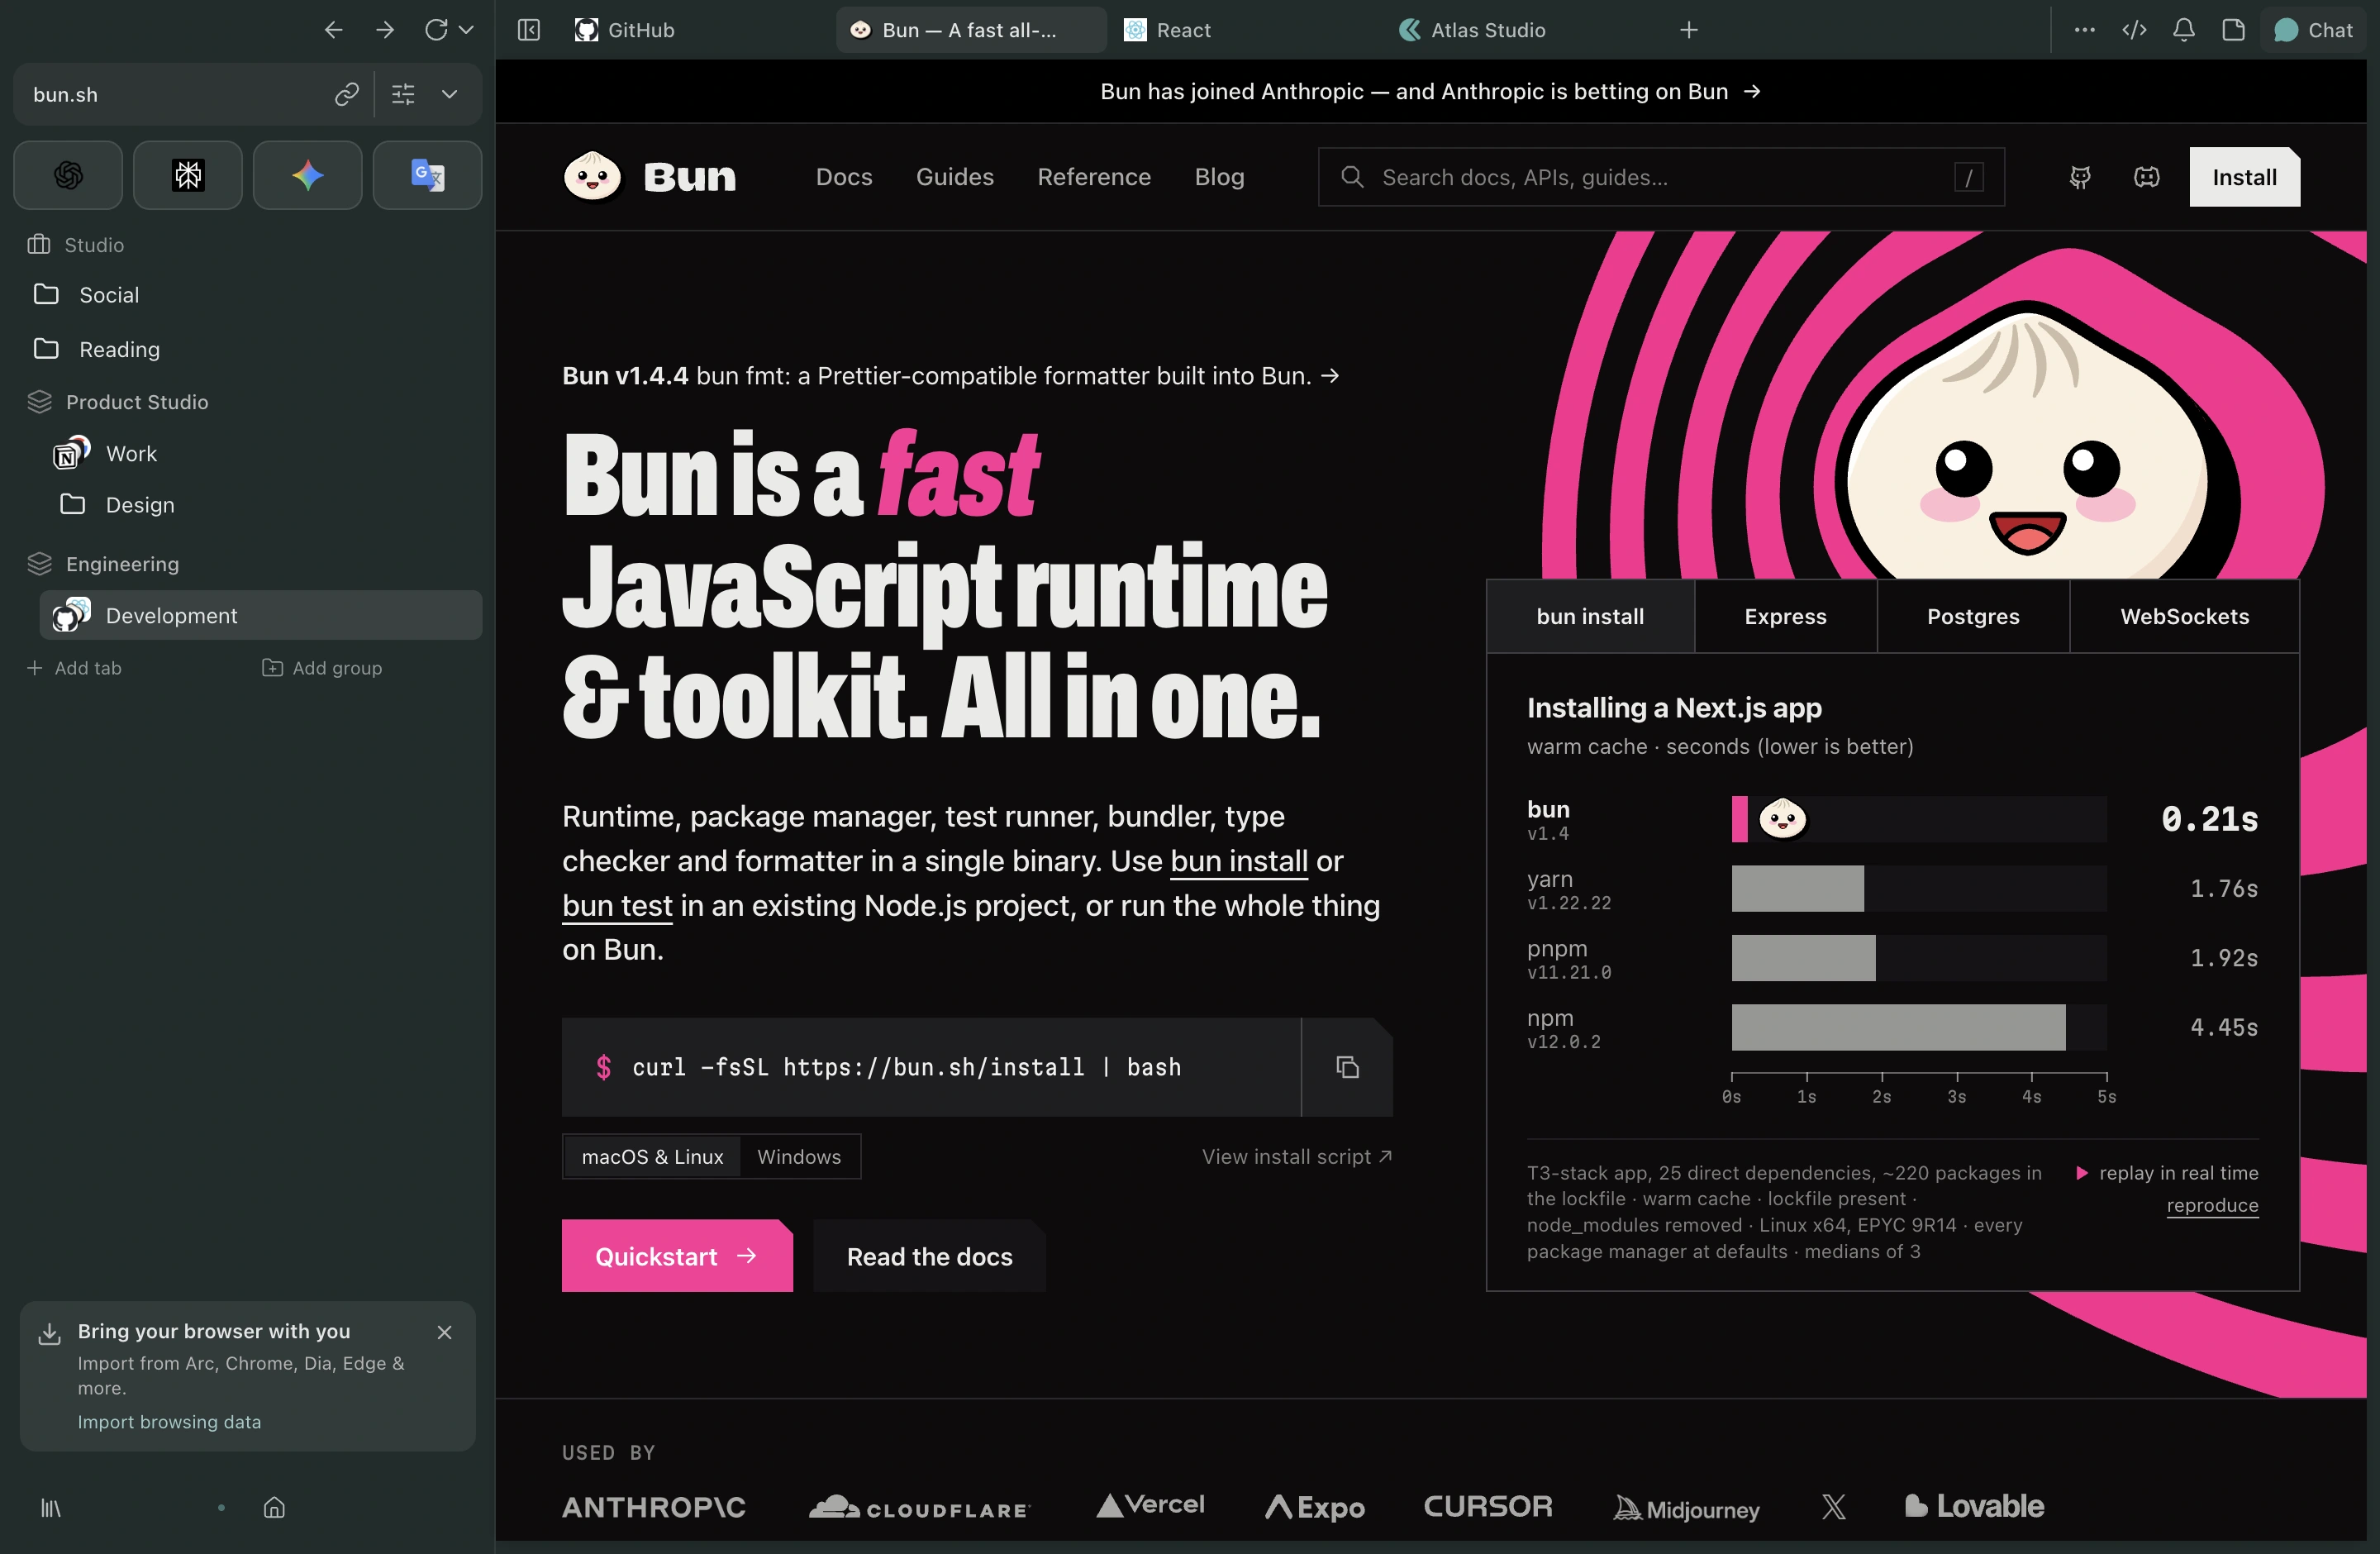 GitHub
Bun — A fast all-...
React
Atlas Studio
Chat
bun.sh
Studio
Social
Reading
Product Studio
Work
Design
Engineering
Development
Add tab
Add group
Bring your browser with you
Import from Arc, Chrome, Dia, Edge &
more.
Import browsing data
Bun has joined Anthropic — and Anthropic is betting on Bun →
Bun
Docs
Guides
Reference
Blog
Search docs, APIs, guides...
/
Install
Bun v1.4.4 bun fmt: a Prettier-compatible formatter built into Bun. →
Bun is a fast
JavaScript runtime
& toolkit. All in one.
Runtime, package manager, test runner, bundler, type
checker and formatter in a single binary. Use bun install or
bun test in an existing Node.js project, or run the whole thing
on Bun.
$ curl -fsSL https://bun.sh/install | bash
macOS & Linux
Windows
View install script ↗
Quickstart →
Read the docs
bun install
Express
Postgres
WebSockets
Installing a Next.js app
warm cache · seconds (lower is better)
bun
v1.4
0.21s
yarn
v1.22.22
1.76s
pnpm
v11.21.0
1.92s
npm
v12.0.2
4.45s
0s 1s 2s 3s 4s 5s
T3-stack app, 25 direct dependencies, ~220 packages in
the lockfile · warm cache · lockfile present ·
node_modules removed · Linux x64, EPYC 9R14 · every
package manager at defaults · medians of 3
▶ replay in real time
reproduce
USED BY
ANTHROP\C
CLOUDFLARE
Vercel
Expo
CURSOR
Midjourney
X
Lovable